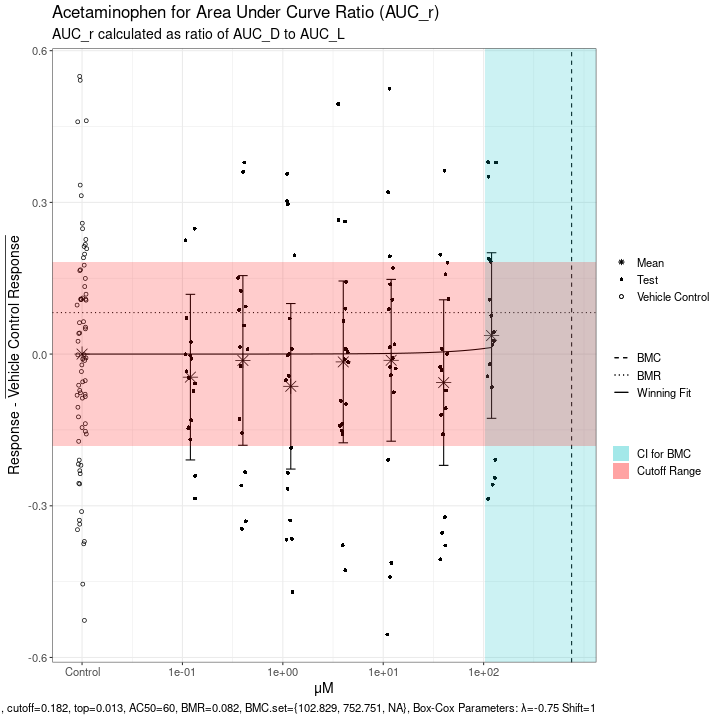 Acetaminophen for Area Under Curve Ratio (AUC_r)
AUC_r calculated as ratio of AUC_D to AUC_L
Response - Vehicle Control Response
0.6
0.3
0.0
-0.3
-0.6
Control
1e-01
1e+00
1e+01
1e+02
μM
Mean
Test
Vehicle Control
BMC
BMR
Winning Fit
CI for BMC
Cutoff Range
, cutoff=0.182, top=0.013, AC50=60, BMR=0.082, BMC.set={102.829, 752.751, NA}, Box-Cox Parameters: λ=-0.75 Shift=1